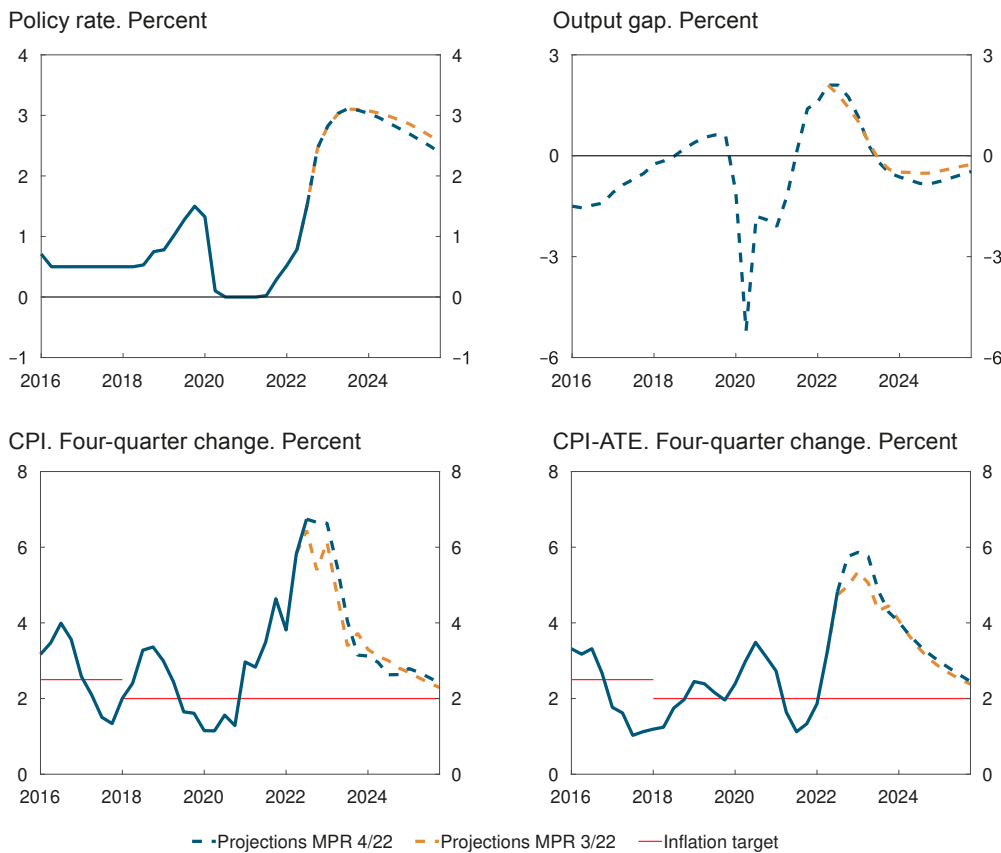 Policy rate. Percent
4 4
3 3
2 2
1 1
0 0
−1 −1
2016 2018 2020 2022 2024
Output gap. Percent
3 3
0 0
−3 −3
−6 −6
2016 2018 2020 2022 2024
CPI. Four-quarter change. Percent
8 8
6 6
4 4
2 2
0 0
2016 2018 2020 2022 2024
CPI-ATE. Four-quarter change. Percent
8 8
6 6
4 4
2 2
0 0
2016 2018 2020 2022 2024
Projections MPR 4/22 Projections MPR 3/22 Inflation target